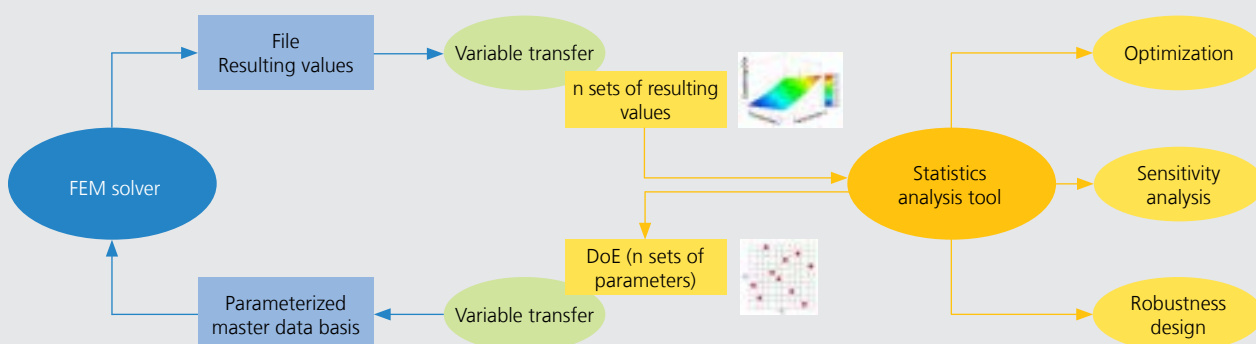 File
Resulting values
Variable transfer
n sets of resulting
values
Optimization
FEM solver
Statistics
analysis tool
Sensitivity
analysis
DoE (n sets of
parameters)
Parameterized
master data basis
Variable transfer
Robustness
design